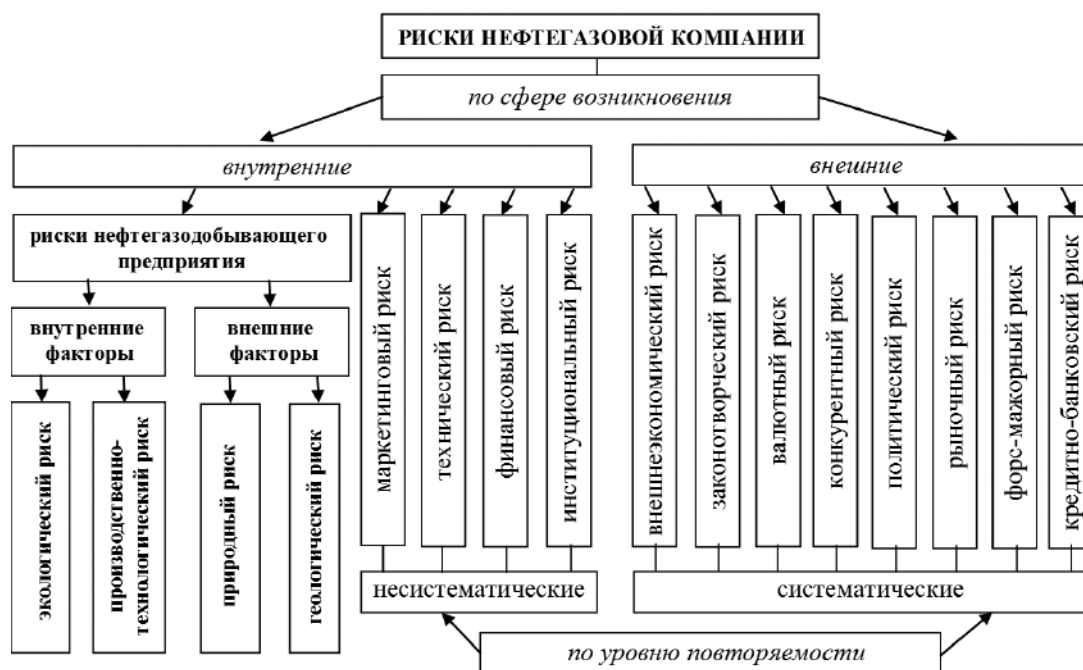 РИСКИ НЕФТЕГАЗОВОЙ КОМПАНИИ
по сфере возникновения
внутренние
внешние
риски нефтегазодобывающего
предприятия
внутренние
факторы
внешние
факторы
экологический риск
производственно-
технологический риск
природный риск
геологический риск
маркетинговый риск
технический риск
финансовый риск
институциональный риск
внешнеэкономический риск
законотворческий риск
валютный риск
конкурентный риск
политический риск
рыночный риск
форс-мажорный риск
кредитно-банковский риск
несистематические
систематические
по уровню повторяемости